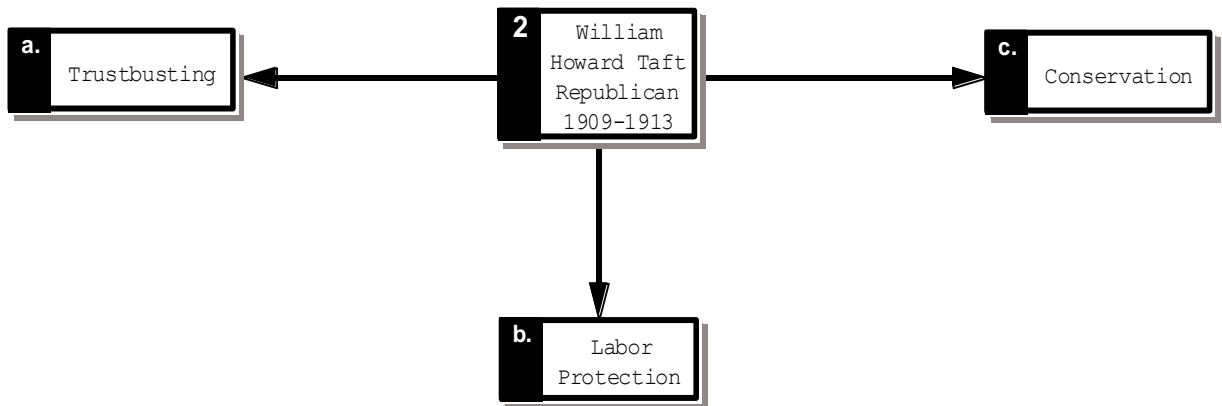 a.
Trustbusting
2
William
Howard Taft
Republican
1909-1913
c.
Conservation
b.
Labor
Protection